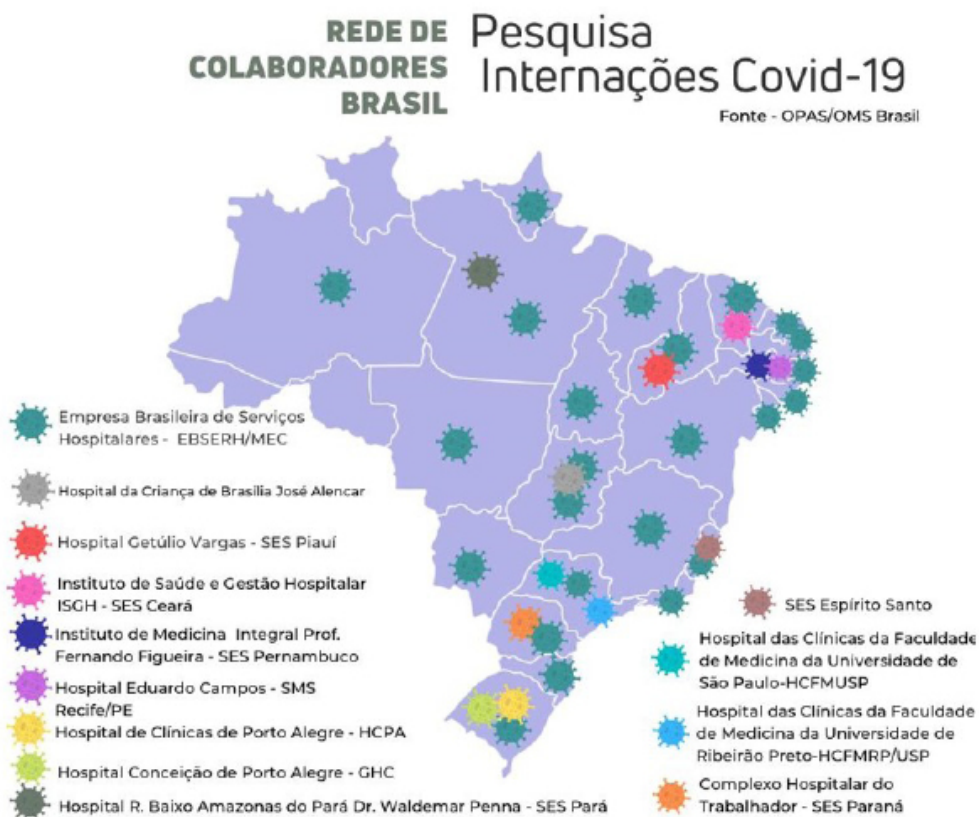 REDE DE
COLABORADORES
BRASIL
Pesquisa
Internações Covid-19
Fonte - OPAS/OMS Brasil
Empresa Brasileira de Serviços
Hospitalares - EBSERH/MEC
Hospital da Criança de Brasília José Alencar
Hospital Getúlio Vargas - SES Piauí
Instituto de Saúde e Gestão Hospitalar
ISGH - SES Ceará
Instituto de Medicina Integral Prof.
Fernando Figueira - SES Pernambuco
Hospital Eduardo Campos - SMS
Recife/PE
Hospital de Clínicas de Porto Alegre - HCPA
Hospital Conceição de Porto Alegre - GHC
Hospital R. Baixo Amazonas do Pará Dr. Waldemar Penna - SES Pará
SES Espírito Santo
Hospital das Clínicas da Faculdade
de Medicina da Universidade de
São Paulo-HCFMUSP
Hospital das Clínicas da Faculdade
de Medicina da Universidade de
Ribeirão Preto-HCFMRP/USP
Complexo Hospitalar do
Trabalhador - SES Paraná